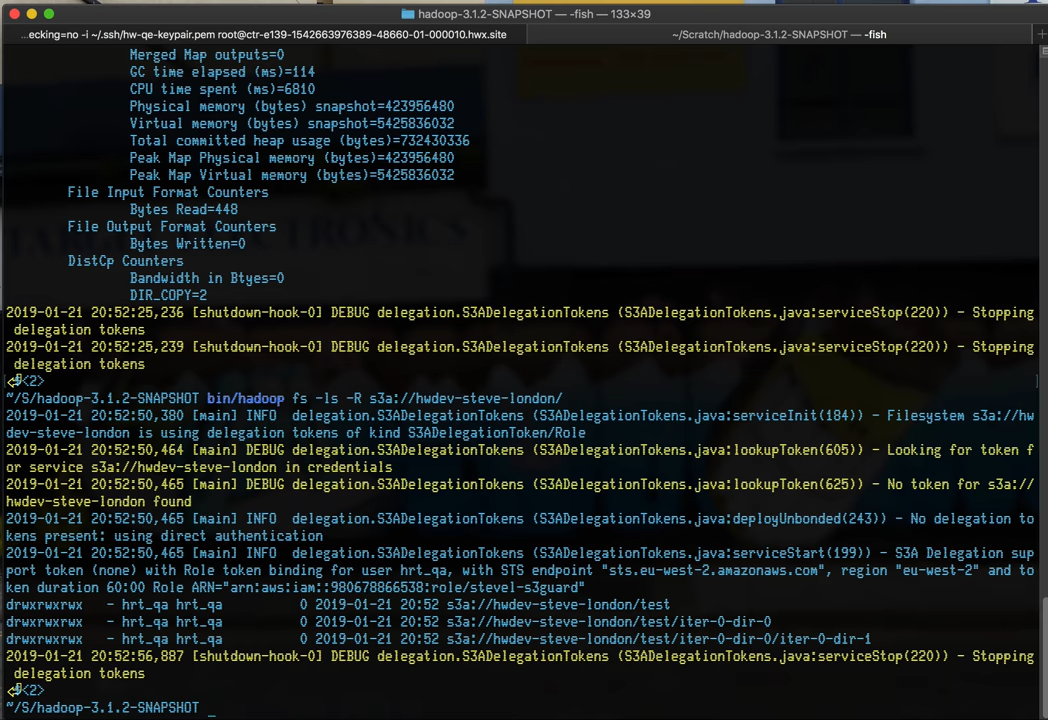 hadoop-3.1.2-SNAPSHOT — -fish — 133×39
...ecking=no -i ~/.ssh/hw-qe-keypair.pem root@ctr-e139-1542663976389-48660-01-000010.hwx.site
~/Scratch/hadoop-3.1.2-SNAPSHOT — -fish
Merged Map outputs=0
GC time elapsed (ms)=114
CPU time spent (ms)=6810
Physical memory (bytes) snapshot=423956480
Virtual memory (bytes) snapshot=5425836032
Total committed heap usage (bytes)=732430336
Peak Map Physical memory (bytes)=423956480
Peak Map Virtual memory (bytes)=5425836032
File Input Format Counters
Bytes Read=448
File Output Format Counters
Bytes Written=0
DistCp Counters
Bandwidth in Btyes=0
DIR_COPY=2
2019-01-21 20:52:25,236 [shutdown-hook-0] DEBUG delegation.S3ADelegationTokens (S3ADelegationTokens.java:serviceStop(220)) - Stopping
delegation tokens
2019-01-21 20:52:25,239 [shutdown-hook-0] DEBUG delegation.S3ADelegationTokens (S3ADelegationTokens.java:serviceStop(220)) - Stopping
delegation tokens
<2>
~/S/hadoop-3.1.2-SNAPSHOT bin/hadoop fs -ls -R s3a://hwdev-steve-london/
2019-01-21 20:52:50,380 [main] INFO  delegation.S3ADelegationTokens (S3ADelegationTokens.java:serviceInit(184)) - Filesystem s3a://hw
dev-steve-london is using delegation tokens of kind S3ADelegationToken/Role
2019-01-21 20:52:50,464 [main] DEBUG delegation.S3ADelegationTokens (S3ADelegationTokens.java:lookupToken(605)) - Looking for token f
or service s3a://hwdev-steve-london in credentials
2019-01-21 20:52:50,465 [main] DEBUG delegation.S3ADelegationTokens (S3ADelegationTokens.java:lookupToken(625)) - No token for s3a://
hwdev-steve-london found
2019-01-21 20:52:50,465 [main] INFO  delegation.S3ADelegationTokens (S3ADelegationTokens.java:deployUnbonded(243)) - No delegation to
kens present: using direct authentication
2019-01-21 20:52:50,465 [main] INFO  delegation.S3ADelegationTokens (S3ADelegationTokens.java:serviceStart(199)) - S3A Delegation sup
port token (none) with Role token binding for user hrt_qa, with STS endpoint "sts.eu-west-2.amazonaws.com", region "eu-west-2" and to
ken duration 60:00 Role ARN="arn:aws:iam::980678866538:role/stevel-s3guard"
drwxrwxrwx   - hrt_qa hrt_qa          0 2019-01-21 20:52 s3a://hwdev-steve-london/test
drwxrwxrwx   - hrt_qa hrt_qa          0 2019-01-21 20:52 s3a://hwdev-steve-london/test/iter-0-dir-0
drwxrwxrwx   - hrt_qa hrt_qa          0 2019-01-21 20:52 s3a://hwdev-steve-london/test/iter-0-dir-0/iter-0-dir-1
2019-01-21 20:52:56,887 [shutdown-hook-0] DEBUG delegation.S3ADelegationTokens (S3ADelegationTokens.java:serviceStop(220)) - Stopping
delegation tokens
<2>
~/S/hadoop-3.1.2-SNAPSHOT _